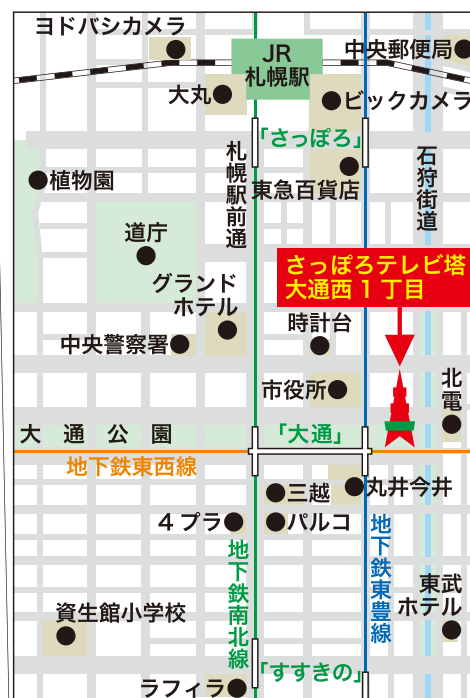 ヨドバシカメラ
JR
札幌駅
中央郵便局
大丸
ビックカメラ
「さっぽろ」
札幌駅前通
石狩街道
植物園
東急百貨店
道庁
さっぽろテレビ塔
大通西1丁目
グランド
ホテル
時計台
中央警察署
市役所
北電
大通公園
「大通」
地下鉄東西線
三越
丸井今井
4プラ
パルコ
地下鉄南北線
地下鉄東豊線
東武
ホテル
資生館小学校
「すすきの」
ラフィラ